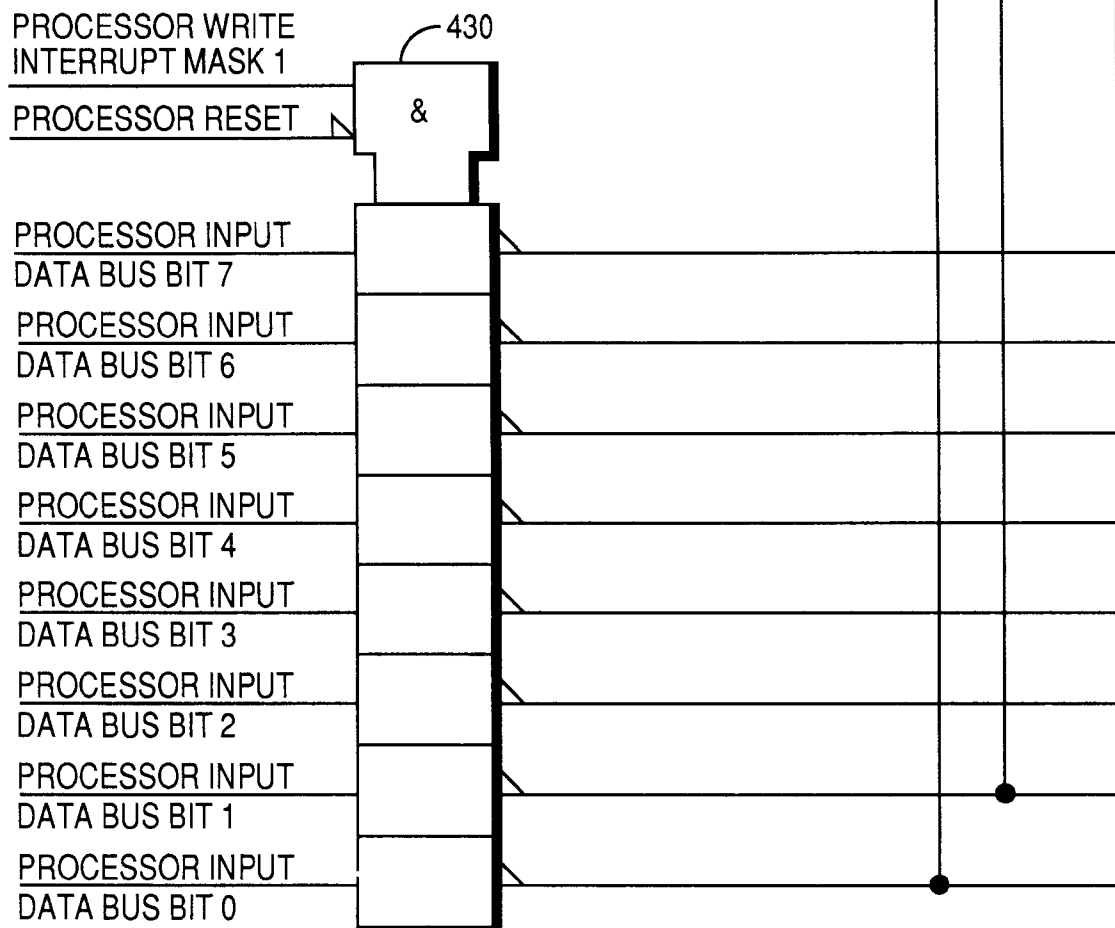 PROCESSOR WRITE
INTERRUPT MASK 1
430
PROCESSOR RESET
&
PROCESSOR INPUT
DATA BUS BIT 7
PROCESSOR INPUT
DATA BUS BIT 6
PROCESSOR INPUT
DATA BUS BIT 5
PROCESSOR INPUT
DATA BUS BIT 4
PROCESSOR INPUT
DATA BUS BIT 3
PROCESSOR INPUT
DATA BUS BIT 2
PROCESSOR INPUT
DATA BUS BIT 1
PROCESSOR INPUT
DATA BUS BIT 0